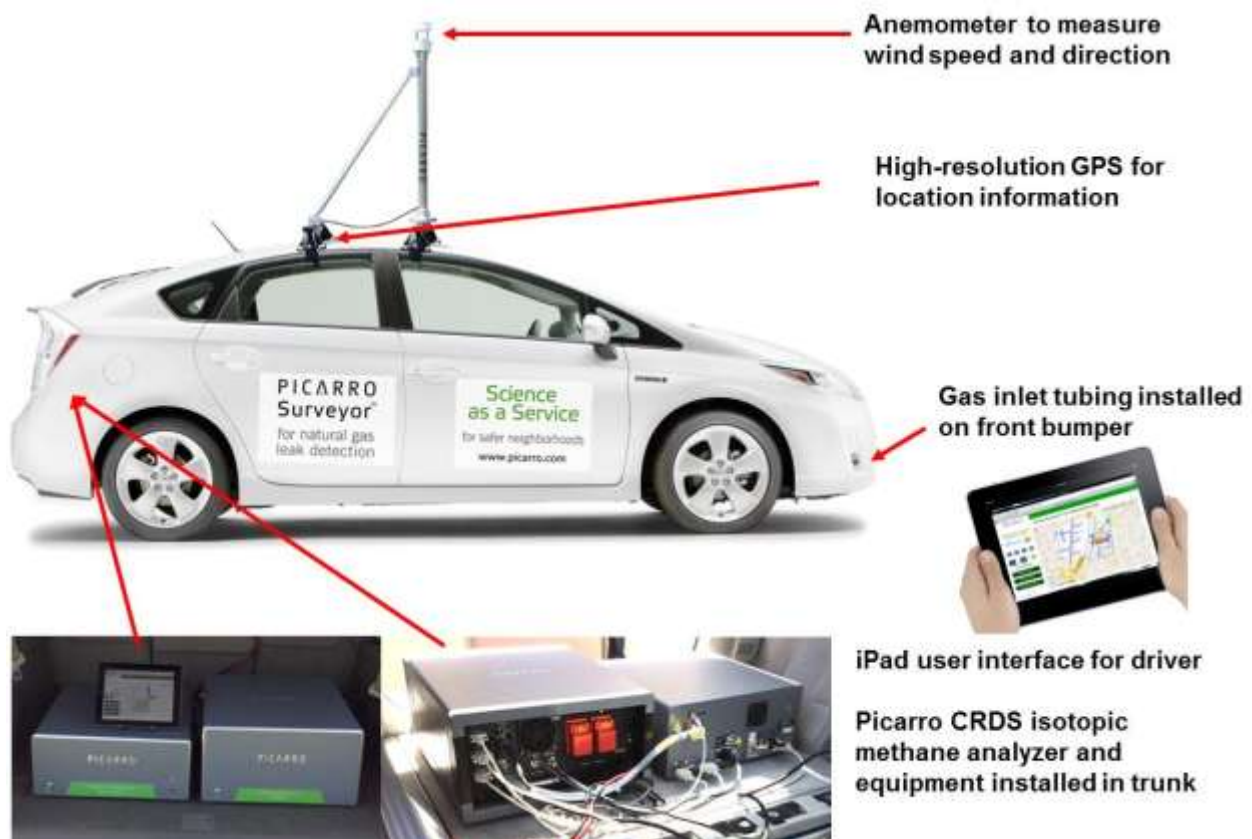 Anemometer to measure
wind speed and direction
High-resolution GPS for
location information
PICARRO
PICARRO
Surveyor™
for natural gas
leak detection
Science
as a Service
for safer neighborhoods
www.picarro.com
Gas inlet tubing installed
on front bumper
iPad user interface for driver
Picarro CRDS isotopic
methane analyzer and
equipment installed in trunk
PICARRO
PICARRO